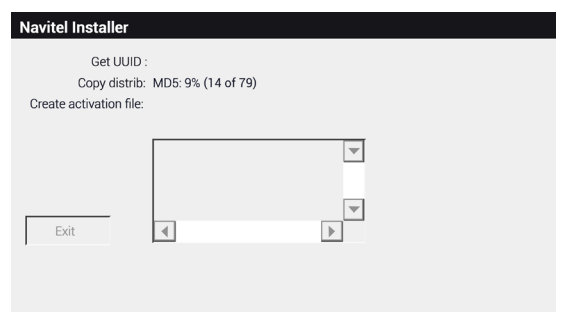 Navitel Installer
Get UUID :
Copy distrib: MD5: 9% (14 of 79)
Create activation file:
Exit